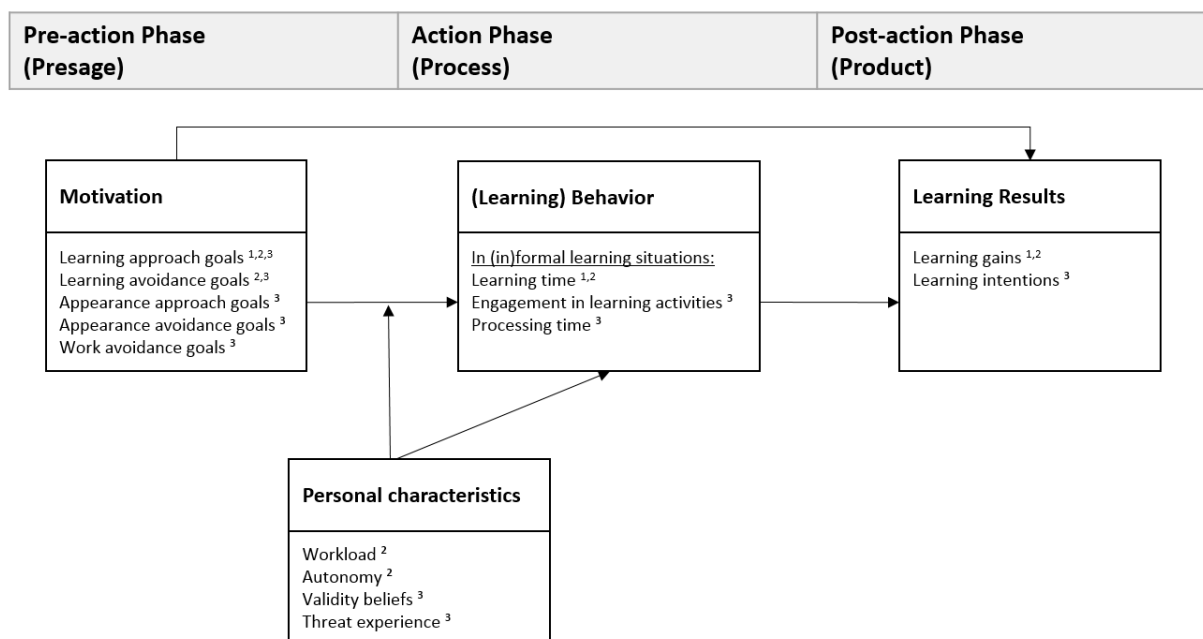 Pre-action Phase
(Presage)
Action Phase
(Process)
Post-action Phase
(Product)
Motivation
Learning approach goals ¹,²,³
Learning avoidance goals ²,³
Appearance approach goals ³
Appearance avoidance goals ³
Work avoidance goals ³
(Learning) Behavior
In (in)formal learning situations:
Learning time ¹,²
Engagement in learning activities ³
Processing time ³
Learning Results
Learning gains ¹,²
Learning intentions ³
Personal characteristics
Workload ²
Autonomy ²
Validity beliefs ³
Threat experience ³